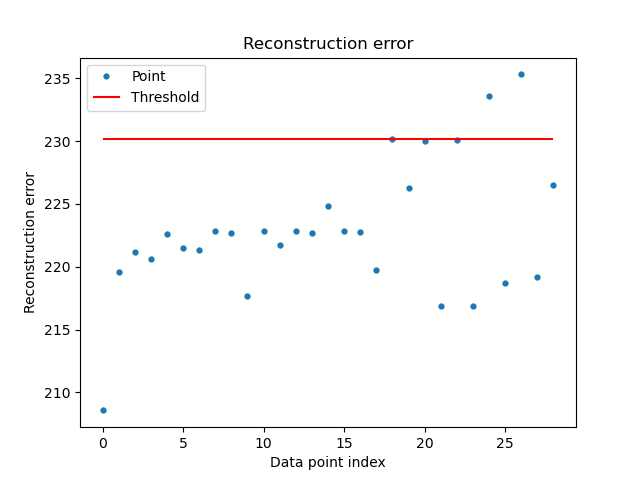 Reconstruction error
Point
Threshold
Reconstruction error
235
230
225
220
215
210
0 5 10 15 20 25
Data point index